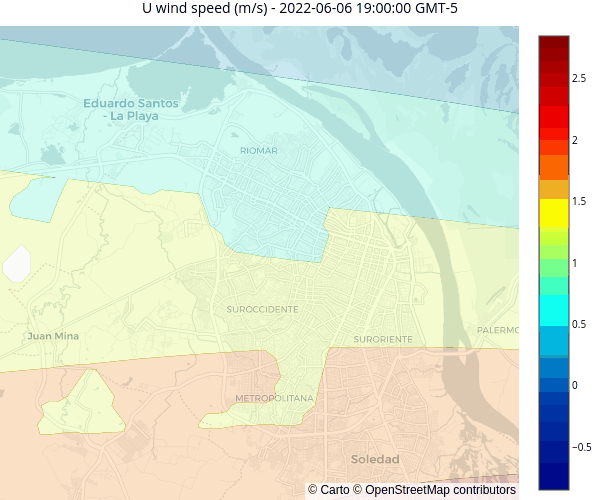 U wind speed (m/s) - 2022-06-06 19:00:00 GMT-5
2.5
2
1.5
1
0.5
0
−0.5
Eduardo Santos
- La Playa
RIOMAR
SUROCCIDENTE
Juan Mina
SURORIENTE
PALERMO
METROPOLITANA
Soledad
© Carto © OpenStreetMap contributors